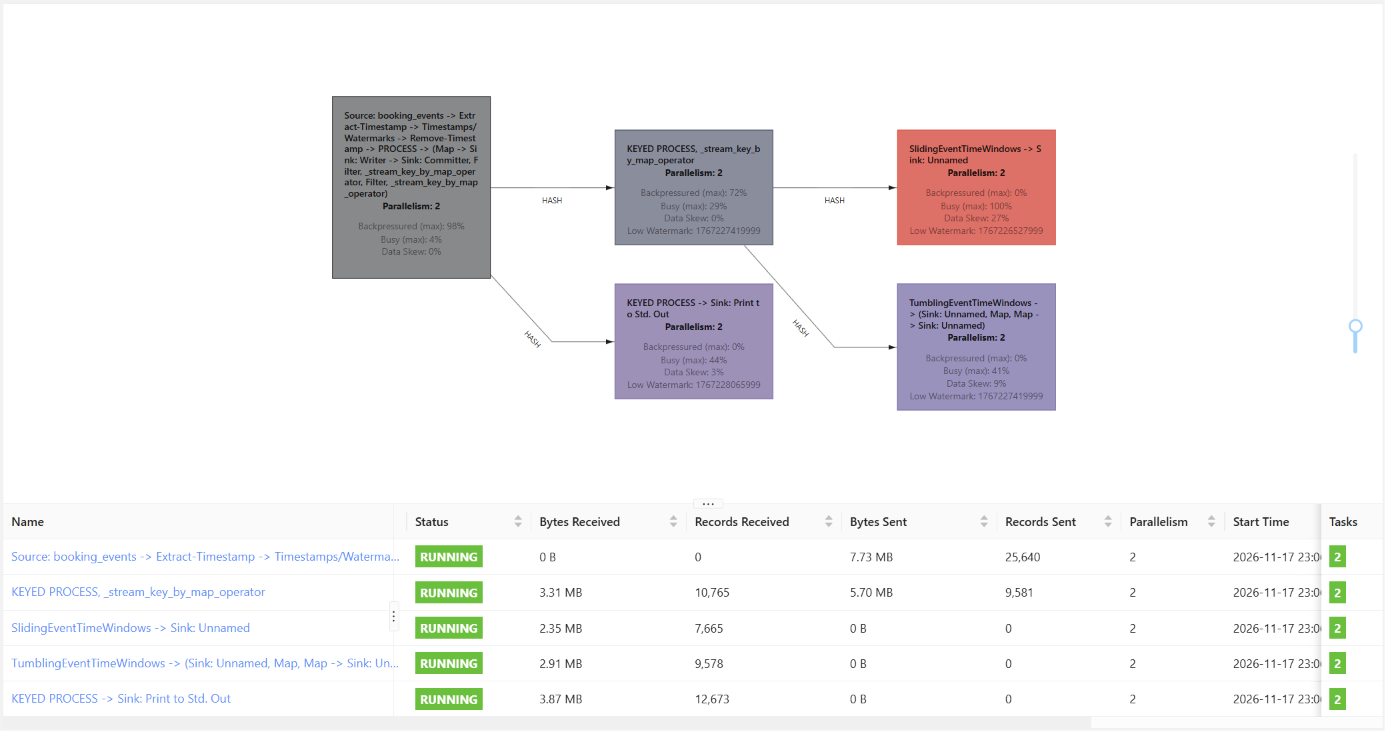 Source: booking_events -> Extr
act-Timestamp -> Timestamps/
Watermarks -> Remove-Timest
amp -> PROCESS -> (Map -> Si
nk: Writer -> Sink: Committer, F
ilter, _stream_key_by_map_oper
ator, Filter, _stream_key_by_map
_operator)
Parallelism: 2
Backpressured (max): 98%
Busy (max): 4%
Data Skew: 0%
HASH
HASH
KEYED PROCESS, _stream_key_b
y_map_operator
Parallelism: 2
Backpressured (max): 72%
Busy (max): 29%
Data Skew: 0%
Low Watermark: 1767227419999
HASH
HASH
SlidingEventTimeWindows -> S
ink: Unnamed
Parallelism: 2
Backpressured (max): 0%
Busy (max): 100%
Data Skew: 27%
Low Watermark: 1767226527999
KEYED PROCESS -> Sink: Print t
o Std. Out
Parallelism: 2
Backpressured (max): 0%
Busy (max): 44%
Data Skew: 3%
Low Watermark: 1767228065999
TumblingEventTimeWindows -
> (Sink: Unnamed, Map, Map -
> Sink: Unnamed)
Parallelism: 2
Backpressured (max): 0%
Busy (max): 41%
Data Skew: 9%
Low Watermark: 1767227419999
Name Status Bytes Received Records Received Bytes Sent Records Sent Parallelism Start Time Tasks
Source: booking_events -> Extract-Timestamp -> Timestamps/Waterma... RUNNING 0 B 0 7.73 MB 25,640 2 2026-11-17 23:0 2
KEYED PROCESS, _stream_key_by_map_operator RUNNING 3.31 MB 10,765 5.70 MB 9,581 2 2026-11-17 23:0 2
SlidingEventTimeWindows -> Sink: Unnamed RUNNING 2.35 MB 7,665 0 B 0 2 2026-11-17 23:0 2
TumblingEventTimeWindows -> (Sink: Unnamed, Map, Map -> Sink: Un... RUNNING 2.91 MB 9,578 0 B 0 2 2026-11-17 23:0 2
KEYED PROCESS -> Sink: Print to Std. Out RUNNING 3.87 MB 12,673 0 B 0 2 2026-11-17 23:0 2